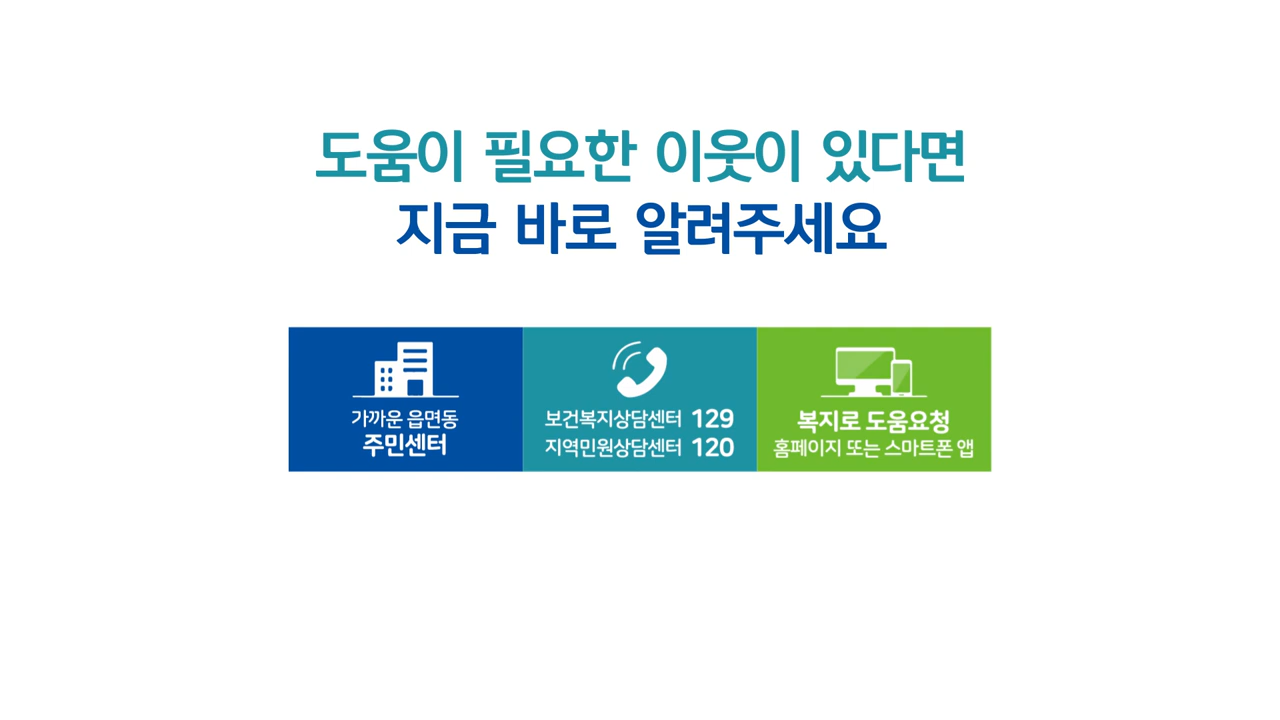 도움이 필요한 이웃이 있다면
지금 바로 알려주세요
가까운 읍면동
주민센터
보건복지상담센터 129
지역민원상담센터 120
복지로 도움요청
홈페이지 또는 스마트폰 앱